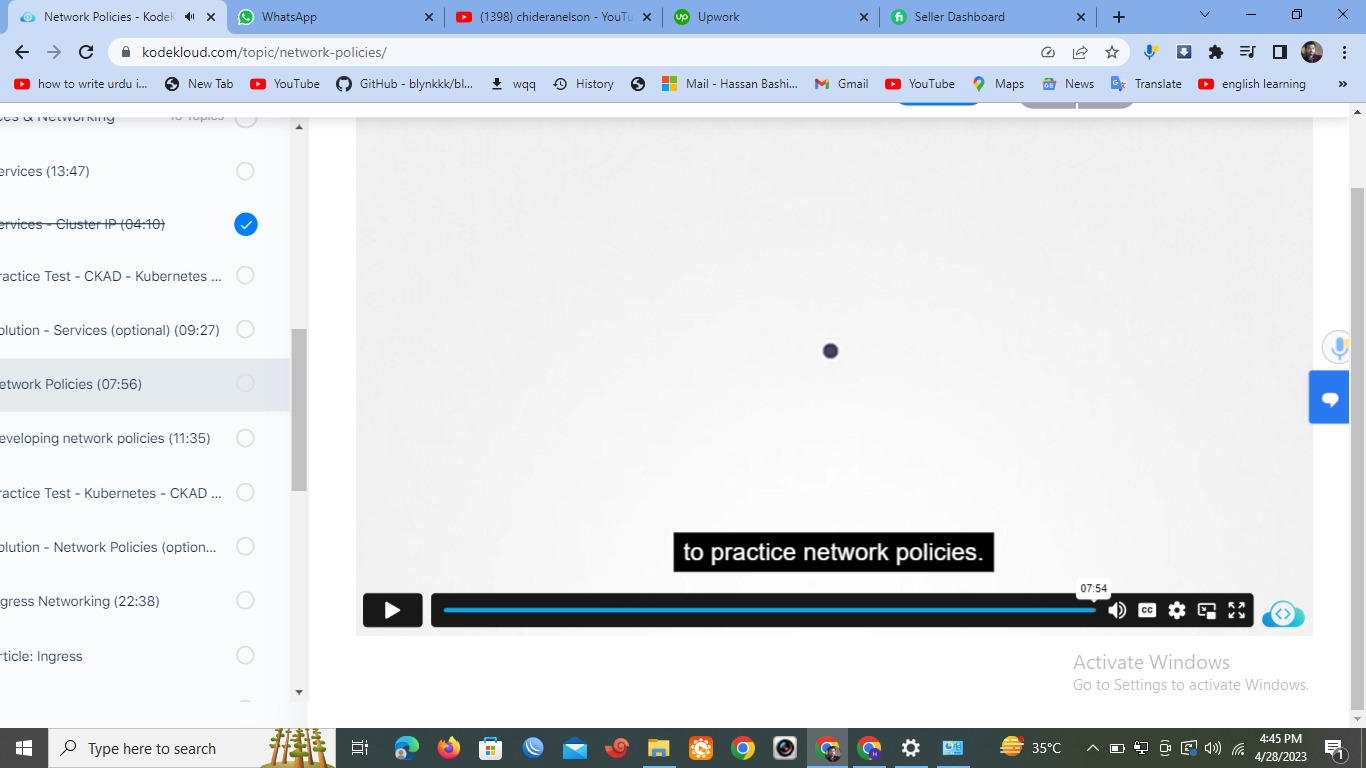 Network Policies - KodeK
WhatsApp
(1398) chideranelson - YouTu
Upwork
Seller Dashboard
kodekloud.com/topic/network-policies/
how to write urdu i...
New Tab
YouTube
GitHub - blynkkk/bl...
wqq
History
Mail - Hassan Bashi...
Gmail
YouTube
Maps
News
Translate
english learning
»
ces & Networking
10 Topics
ervices (13:47)
ervices - Cluster IP (04:10)
ractice Test - CKAD - Kubernetes ...
olution - Services (optional) (09:27)
etwork Policies (07:56)
eveloping network policies (11:35)
ractice Test - Kubernetes - CKAD ...
olution - Network Policies (option...
gress Networking (22:38)
rticle: Ingress
to practice network policies.
07:54
CC
Activate Windows
Go to Settings to activate Windows.
Type here to search
35°C
4:45 PM
4/28/2023
1